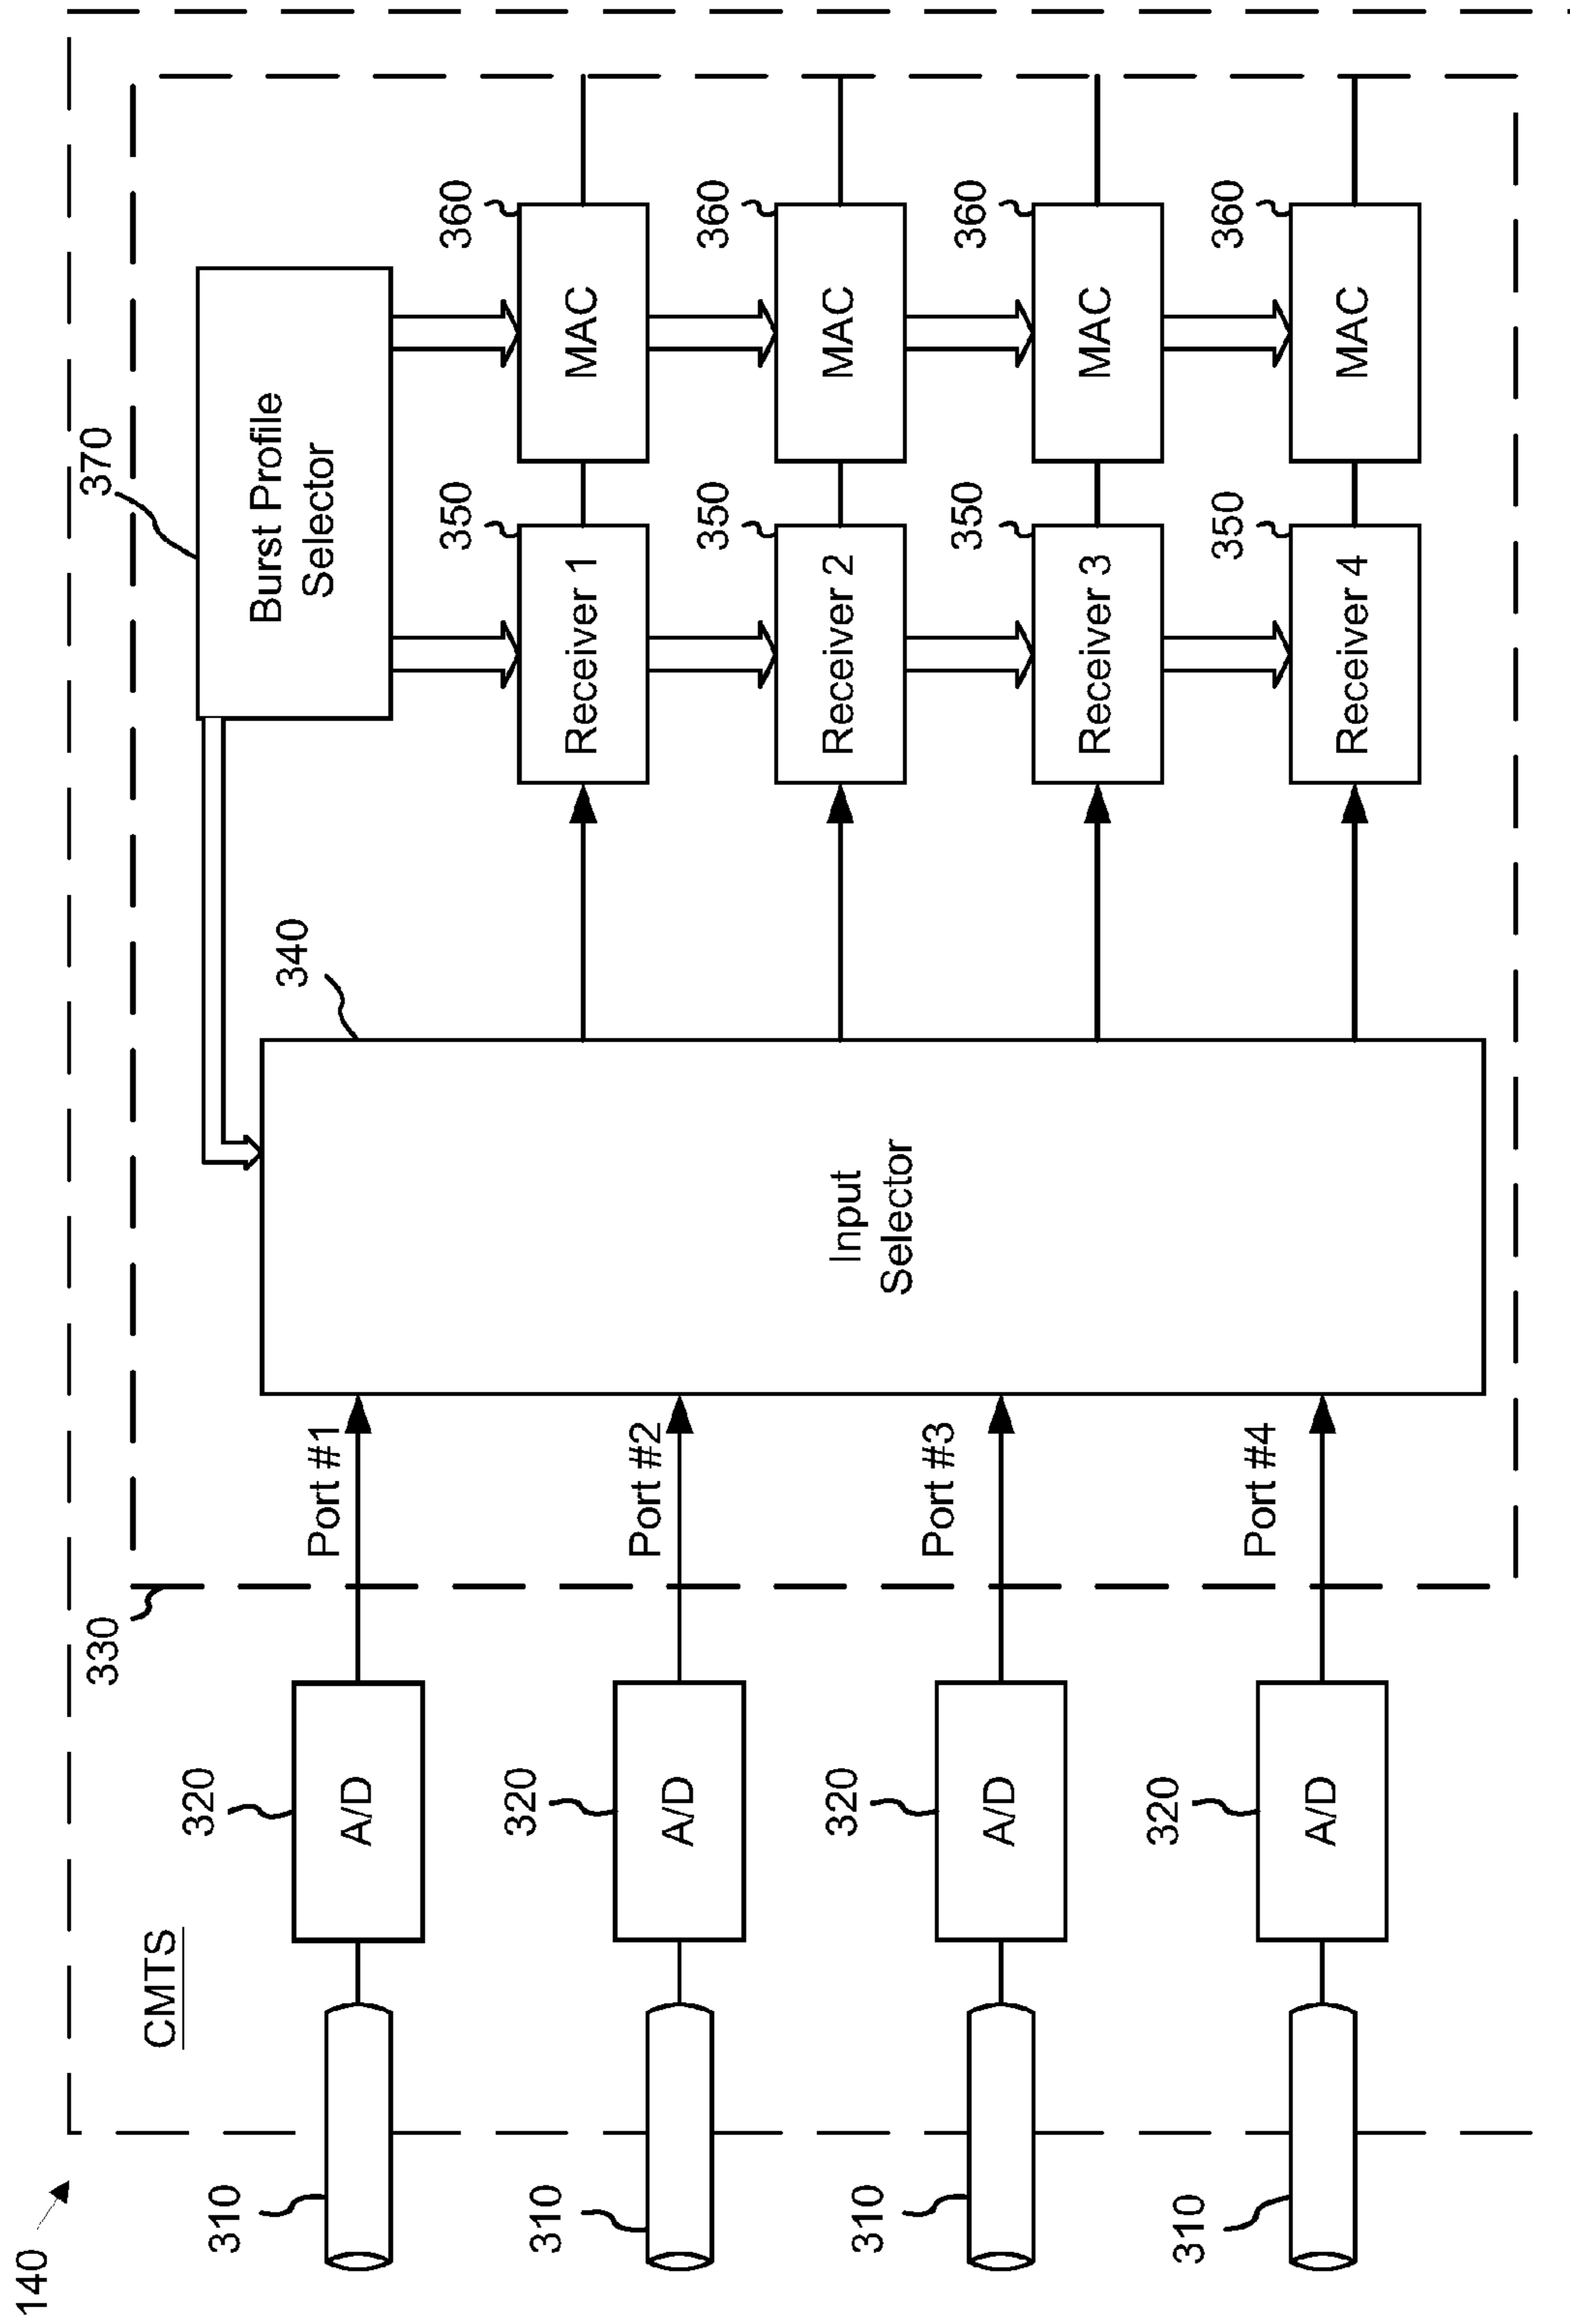 140
CMTS
330
370
Burst Profile
Selector
340
Input
Selector
310
320
A/D
Port #1
350
Receiver 1
360
MAC
310
320
A/D
Port #2
350
Receiver 2
360
MAC
310
320
A/D
Port #3
350
Receiver 3
360
MAC
310
320
A/D
Port #4
350
Receiver 4
360
MAC